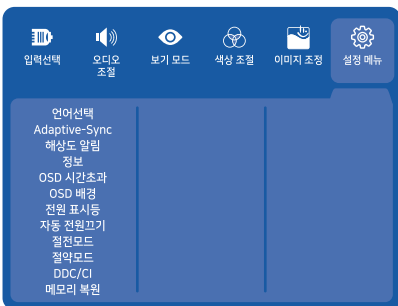 입력선택
오디오
조절
보기 모드
색상 조절
이미지 조정
설정 메뉴
언어선택
Adaptive-Sync
해상도 알림
정보
OSD 시간초과
OSD 배경
전원 표시등
자동 전원끄기
절전모드
절약모드
DDC/CI
메모리 복원